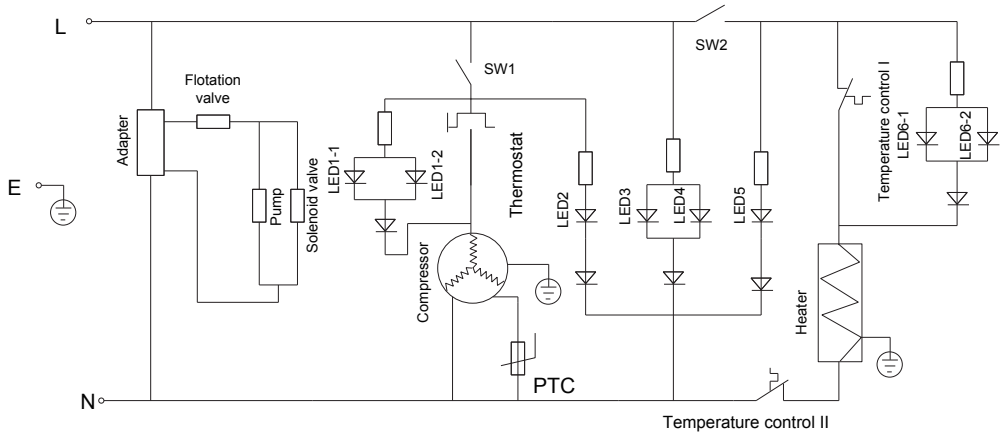 L
SW2
SW1
Flotation
valve
Adapter
Temperature control I
LED6-1
LED6-2
LED1-1
LED1-2
Thermostat
E
Pump
Solenoid valve
LED2
LED3
LED4
LED5
Compressor
Heater
PTC
N
Temperature control II